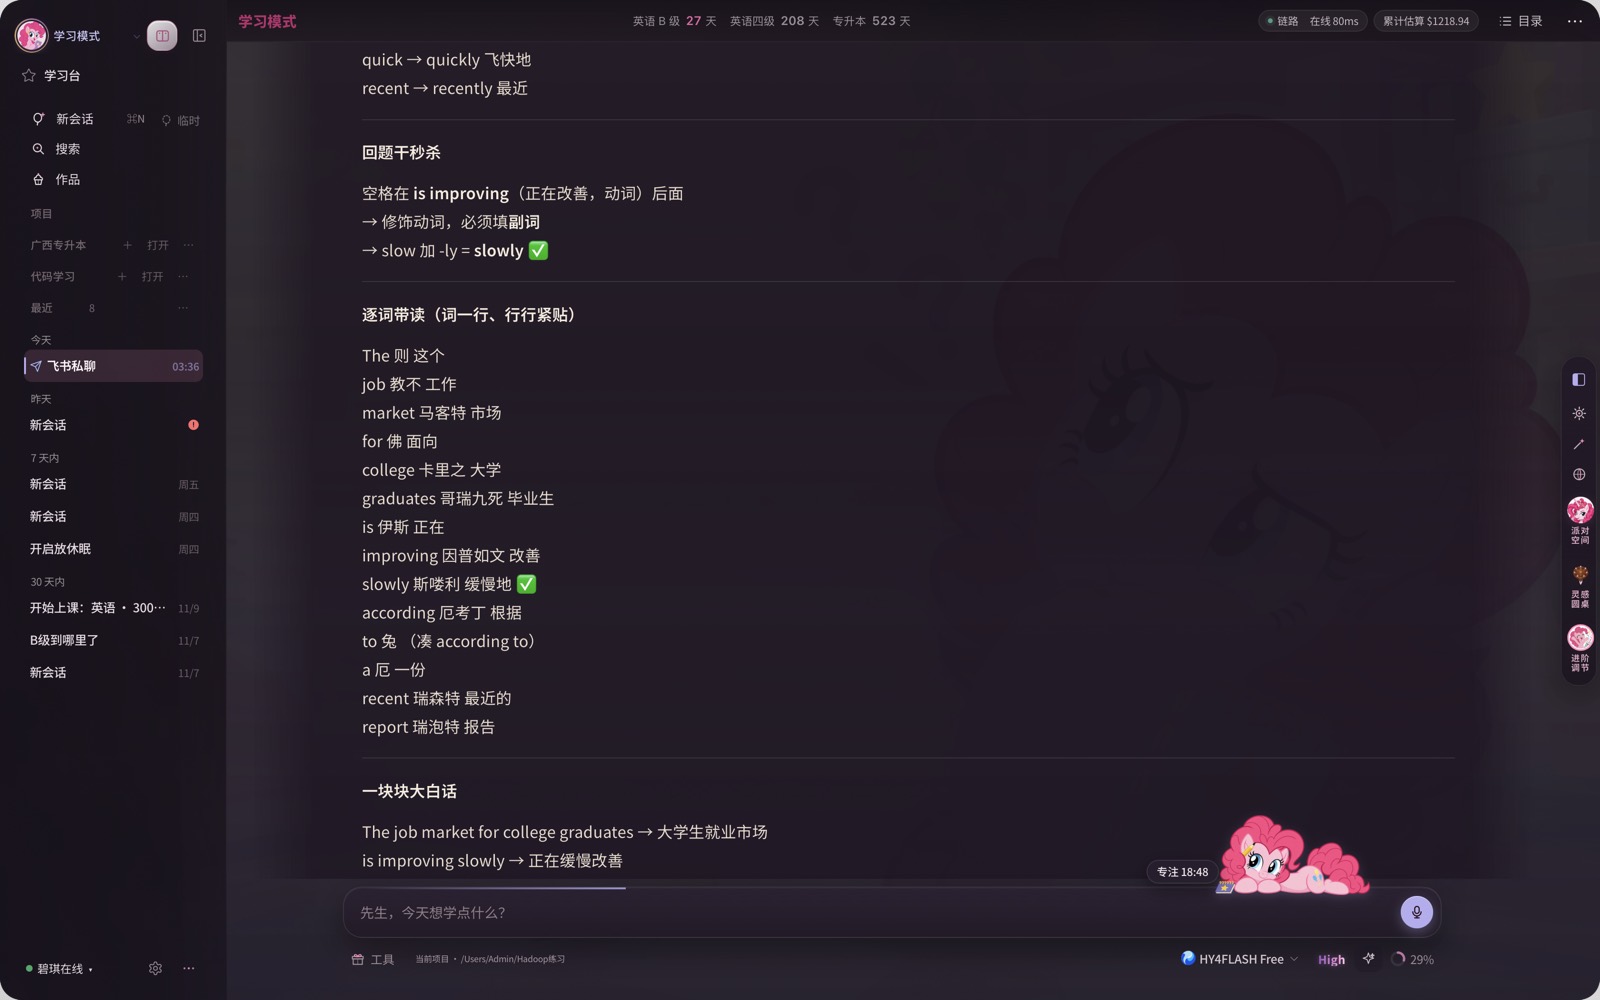 学习模式
学习台
新会话 ⌘N 临时
搜索
作品
项目
广西专升本 + 打开 ···
代码学习 + 打开 ···
最近 8 ···
今天
飞书私聊 03:36
昨天
新会话
7 天内
新会话 周五
新会话 周四
开启放休眠 周四
30 天内
开始上课：英语 · 300··· 11/9
B级到哪里了 11/7
新会话 11/7
碧琪在线
学习模式
英语 B 级 27 天 英语四级 208 天 专升本 523 天
链路 在线 80ms
累计估算 $1218.94
目录
quick → quickly 飞快地
recent → recently 最近
回题干秒杀
空格在 is improving（正在改善，动词）后面
→ 修饰动词，必须填副词
→ slow 加 -ly = slowly ✅
逐词带读（词一行、行行紧贴）
The 则 这个
job 教不 工作
market 马客特 市场
for 佛 面向
college 卡里之 大学
graduates 哥瑞九死 毕业生
is 伊斯 正在
improving 因普如文 改善
slowly 斯喽利 缓慢地 ✅
according 厄考丁 根据
to 兔 （凑 according to）
a 厄 一份
recent 瑞森特 最近的
report 瑞泡特 报告
一块块大白话
The job market for college graduates → 大学生就业市场
is improving slowly → 正在缓慢改善
专注 18:48
先生，今天想学点什么？
工具
当前项目 · /Users/Admin/Hadoop练习
HY4FLASH Free
High
29%
派对
空间
灵感
圆桌
进阶
调节